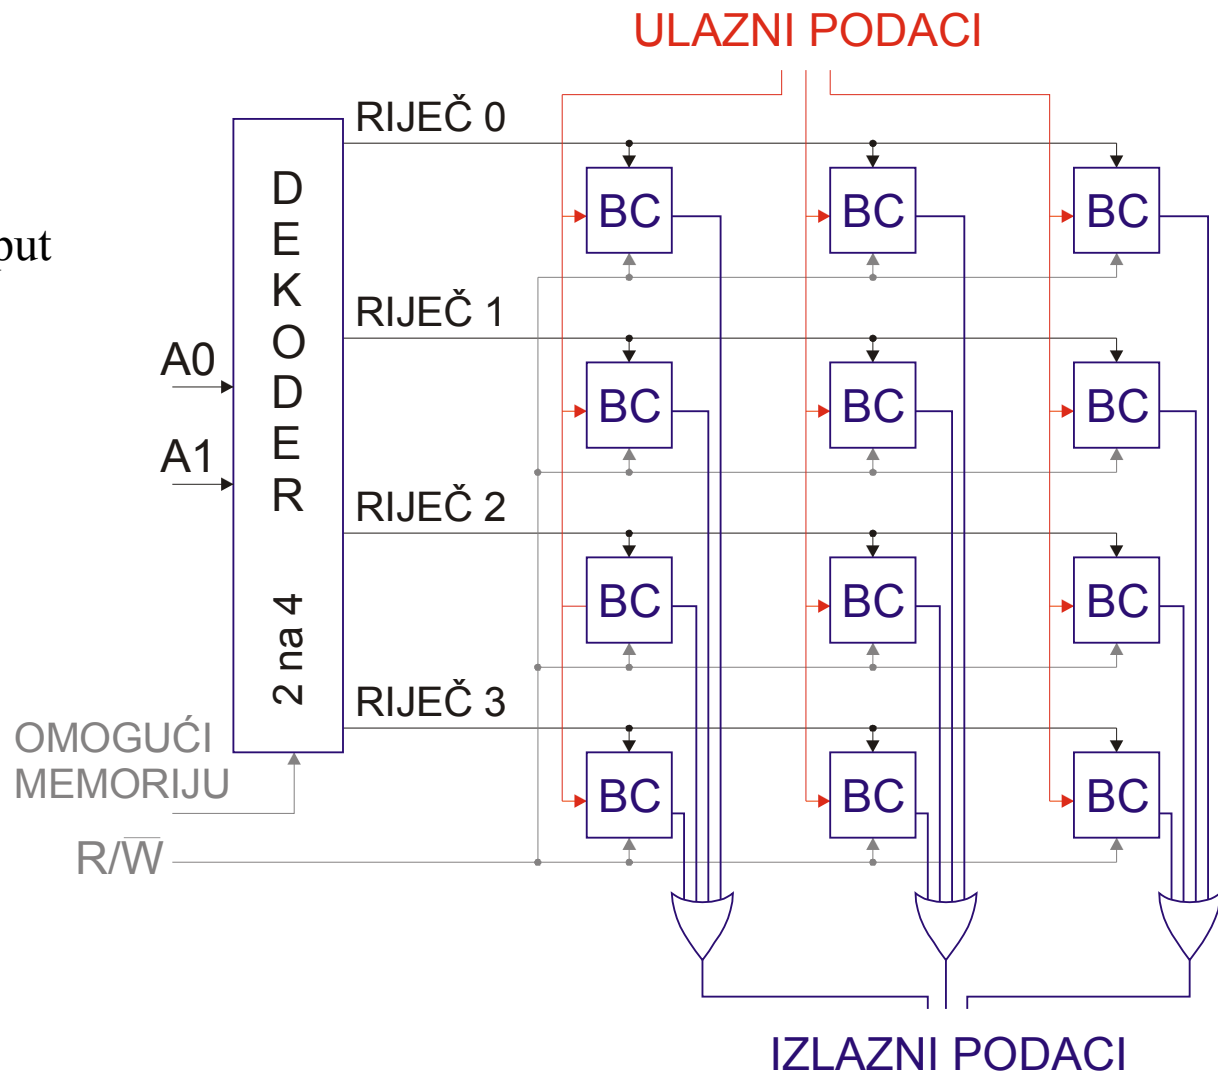 ULAZNI PODACI
RIJEČ 0
DEKODER
2 na 4
BC BC BC
RIJEČ 1
A0
BC BC BC
A1
RIJEČ 2
BC BC BC
RIJEČ 3
OMOGUĆI
MEMORIJU
BC BC BC
R/W̅
IZLAZNI PODACI